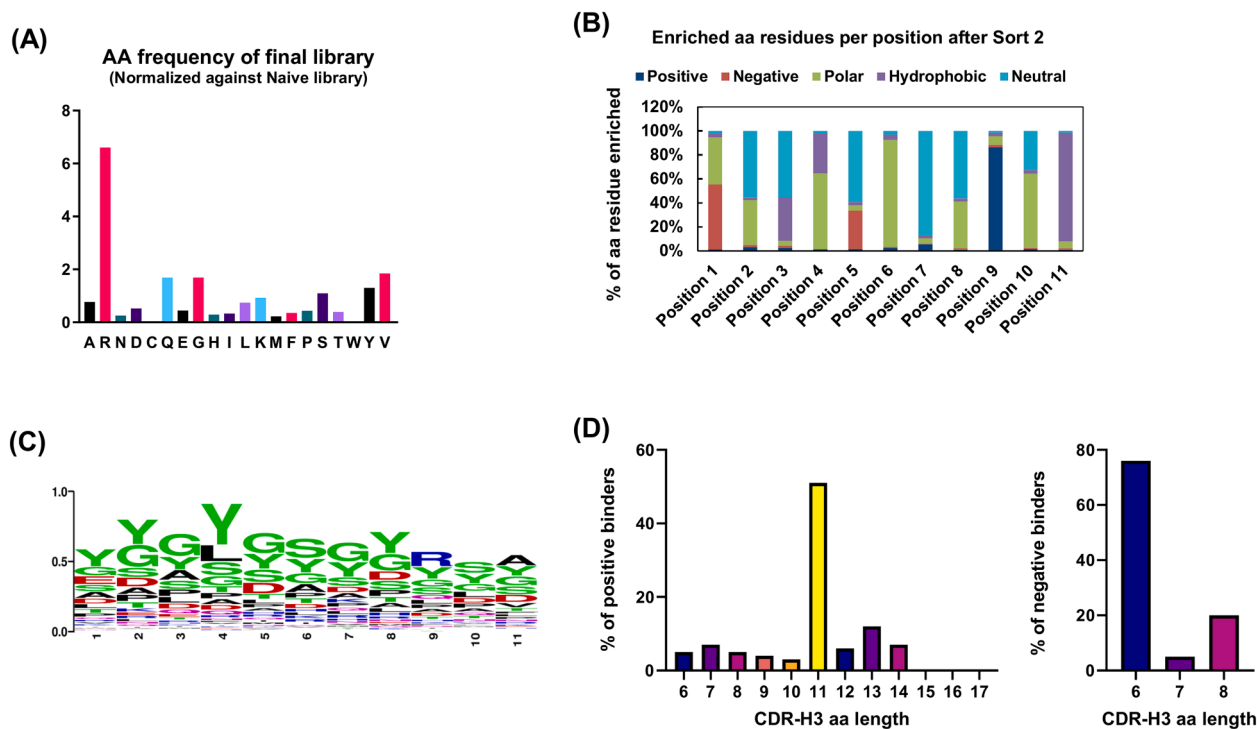 (A)
AA frequency of final library
(Normalized against Naive library)
8
6
4
2
0
A R N D C Q E G H I L K M F P S T W Y V
(B)
Enriched aa residues per position after Sort 2
Positive Negative Polar Hydrophobic Neutral
% of aa residue enriched
120%
100%
80%
60%
40%
20%
0%
Position 1 Position 2 Position 3 Position 4 Position 5 Position 6 Position 7 Position 8 Position 9 Position 10 Position 11
(C)
1.0
0.5
0.0
Y Y G Y G S G Y R S A
G G Y L Y Y Y G Y Y Y
E S A S S G S D G G G
1 2 3 4 5 6 7 8 9 10 11
(D)
% of positive binders
60
40
20
0
6 7 8 9 10 11 12 13 14 15 16 17
CDR-H3 aa length
% of negative binders
80
60
40
20
0
6 7 8
CDR-H3 aa length